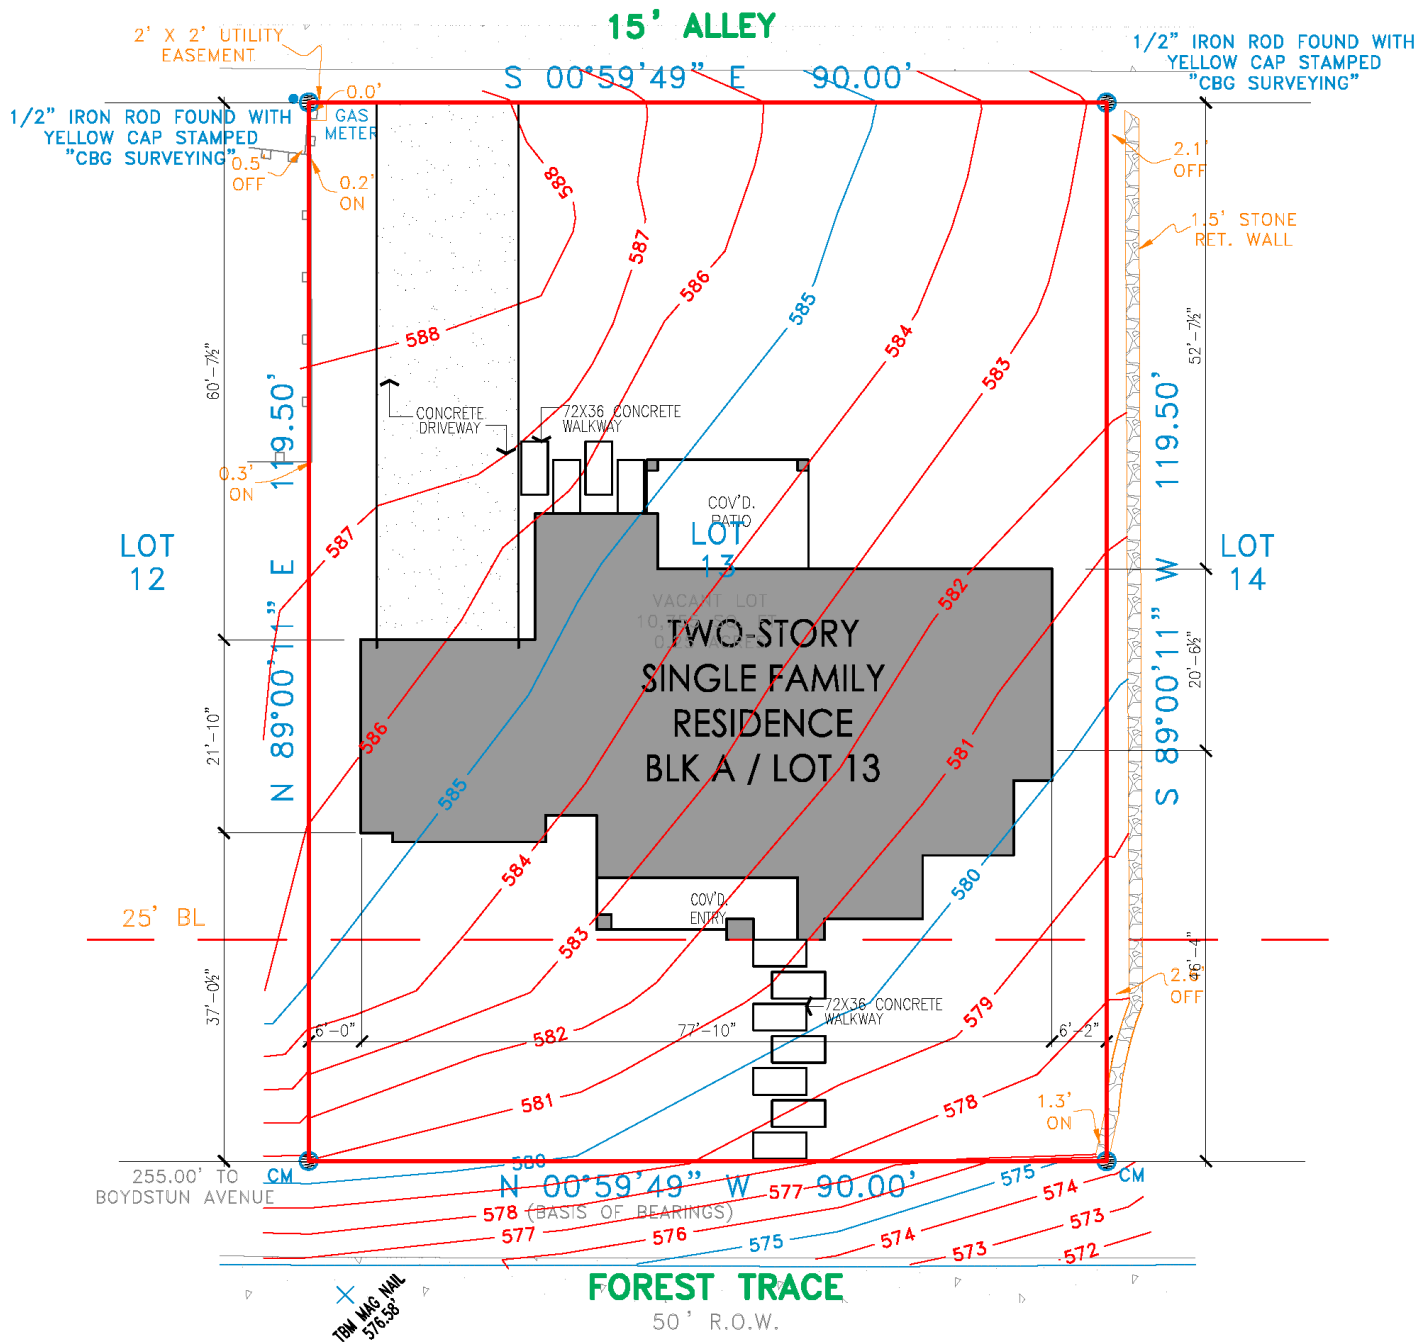 15' ALLEY
2' X 2' UTILITY
EASEMENT
1/2" IRON ROD FOUND WITH
YELLOW CAP STAMPED
"CBG SURVEYING"
S 00°59'49" E 90.00'
0.0'
GAS
METER
1/2" IRON ROD FOUND WITH
YELLOW CAP STAMPED
"CBG SURVEYING"
0.5'
OFF
0.2'
ON
2.1'
OFF
588
587
586
585
584
583
1.5' STONE
RET. WALL
588
60'-7½"
52'-7½"
N 89°00'11" E 119.50'
S 89°00'11" W 119.50'
CONCRETE
DRIVEWAY
72X36 CONCRETE
WALKWAY
0.3'
ON
COV'D.
PATIO
587
LOT
12
LOT
13
LOT
14
582
VACANT LOT
TWO-STORY
SINGLE FAMILY
RESIDENCE
BLK A / LOT 13
20'-6½"
21'-10"
586
585
581
584
580
COV'D.
ENTRY
25' BL
583
46'-4"
37'-0½"
OFF
72X36 CONCRETE
WALKWAY
579
6'-0"
77'-10"
6'-2"
582
581
578
1.3'
ON
580
CM
CM
255.00' TO
BOYDSTUN AVENUE
N 00°59'49" W 90.00'
(BASIS OF BEARINGS)
575
577
574
578
577
576
575
574
573
573
572
TBM MAG NAIL
576.58'
FOREST TRACE
50' R.O.W.